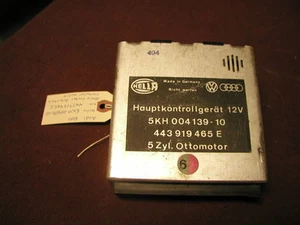 404
HELLA
Made in Germany
Nicht werfen
Hauptkontrollgerät 12V
5KH 004 139-10
443 919 465 E
5 Zyl. Ottomotor
6